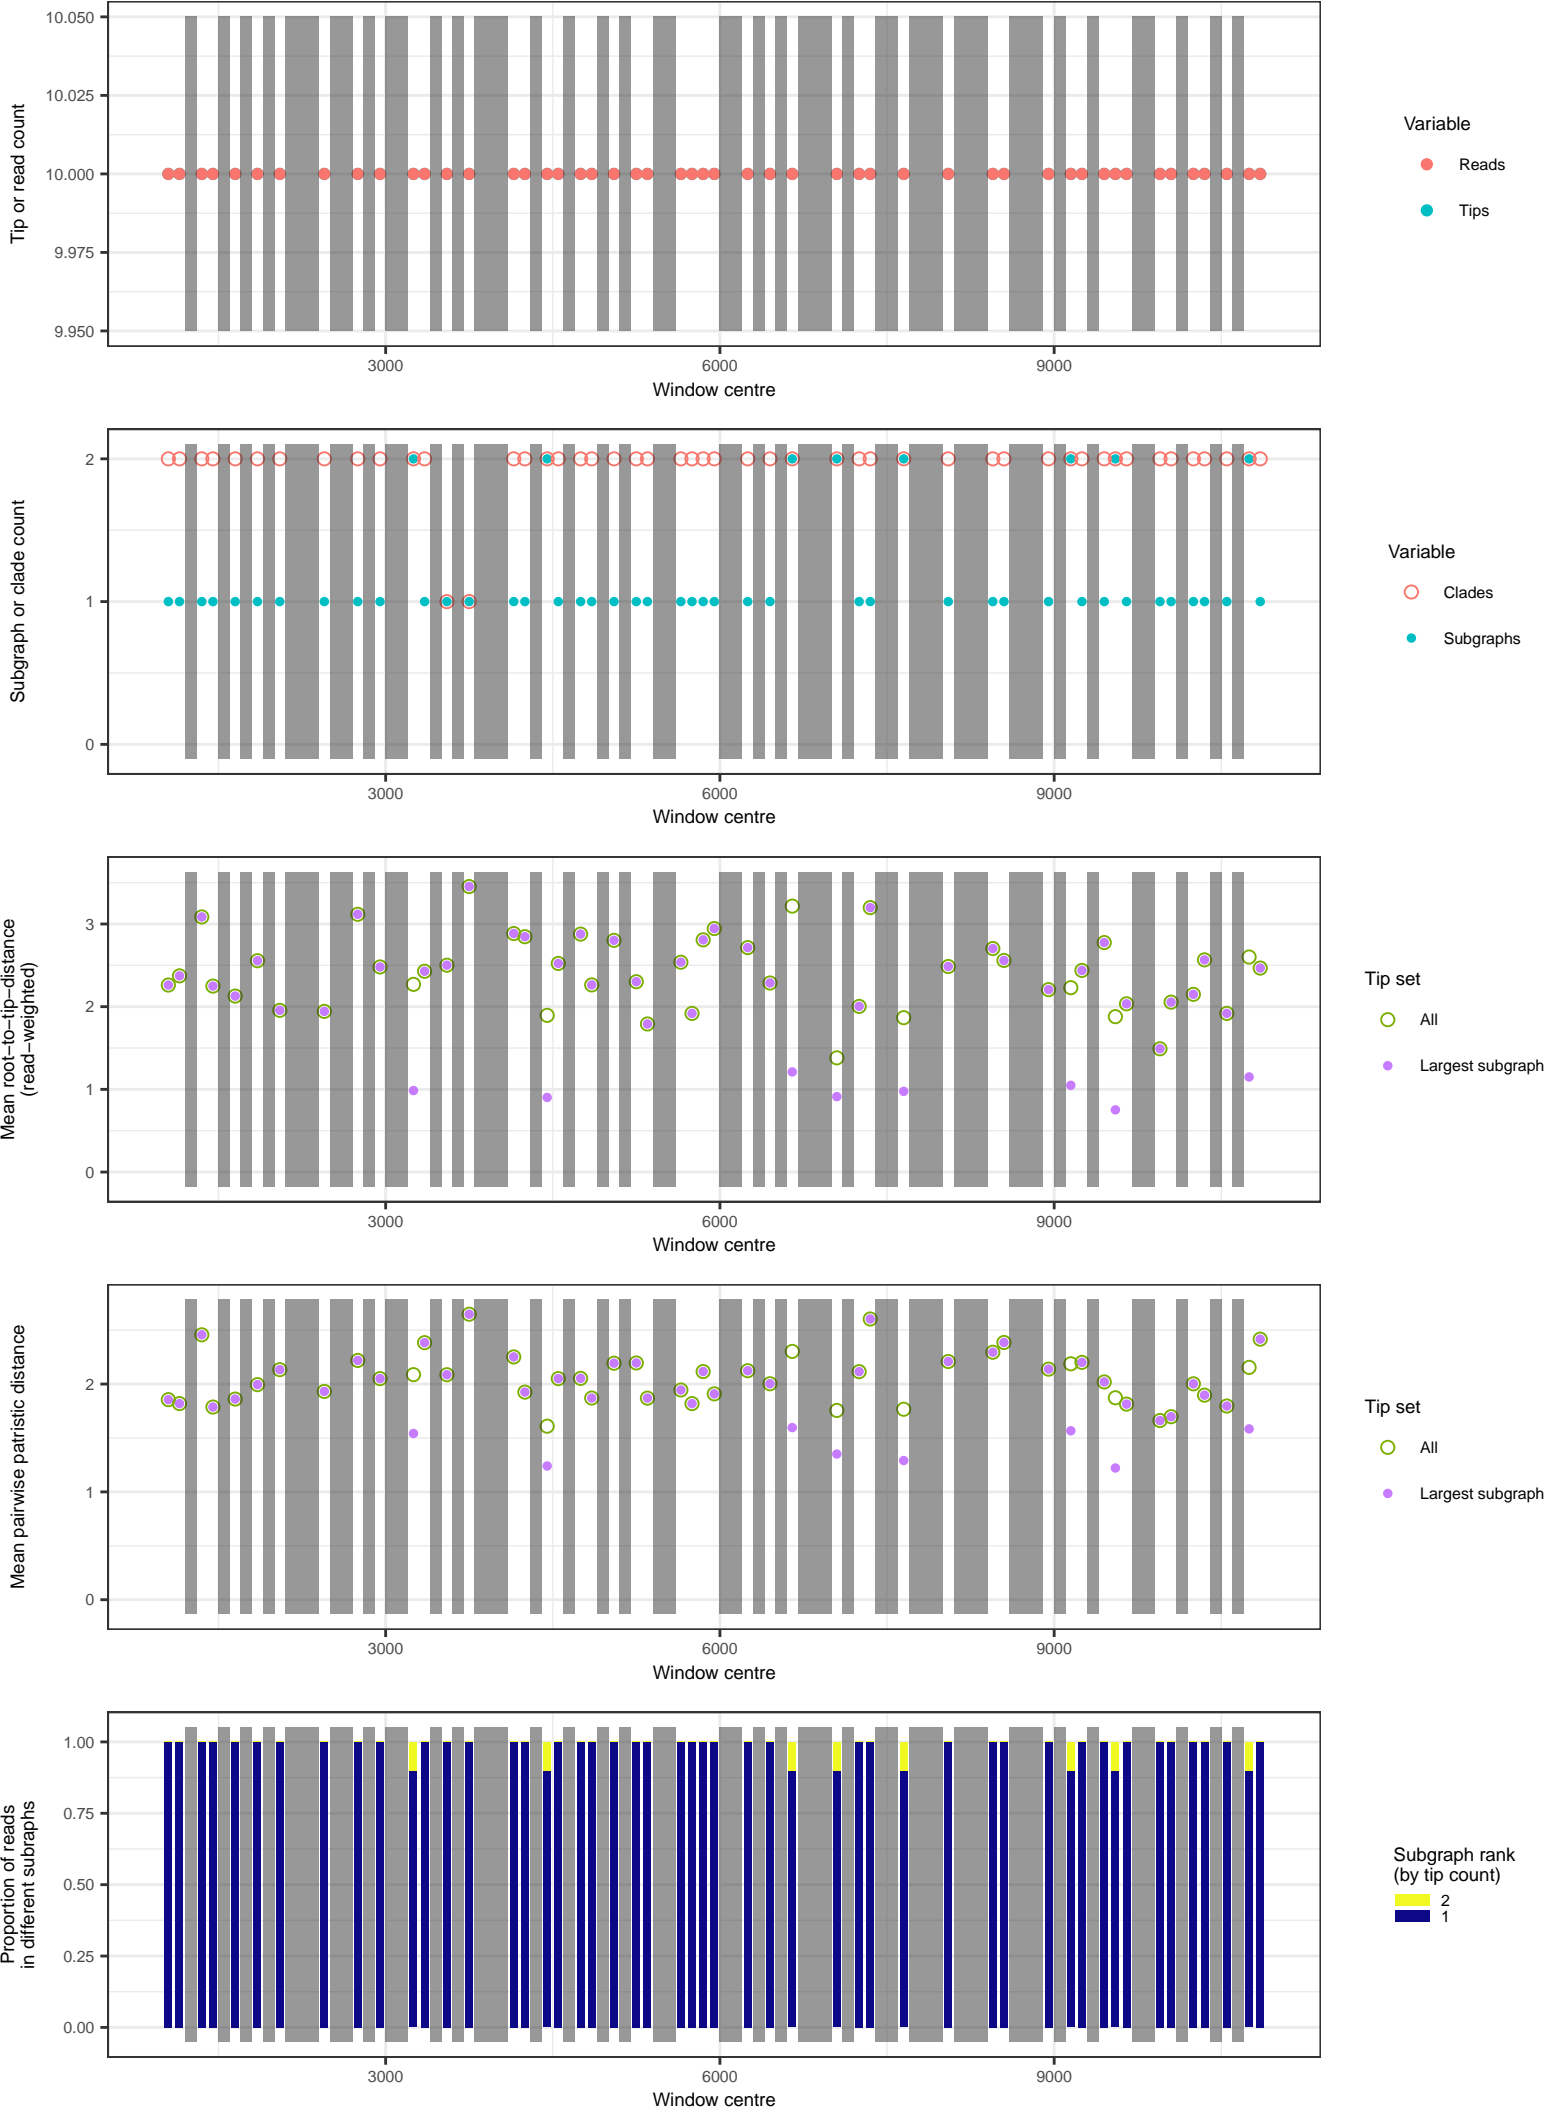 10.050
10.025
10.000
9.975
9.950
Tip or read count
3000
6000
9000
Window centre
Variable
Reads
Tips
2
1
0
Subgraph or clade count
3000
6000
9000
Window centre
Variable
Clades
Subgraphs
3
2
1
0
Mean root−to−tip−distance
(read−weighted)
3000
6000
9000
Window centre
Tip set
All
Largest subgraph
2
1
0
Mean pairwise patristic distance
3000
6000
9000
Window centre
Tip set
All
Largest subgraph
1.00
0.75
0.50
0.25
0.00
Proportion of reads
in different subraphs
3000
6000
9000
Window centre
Subgraph rank
(by tip count)
2
1